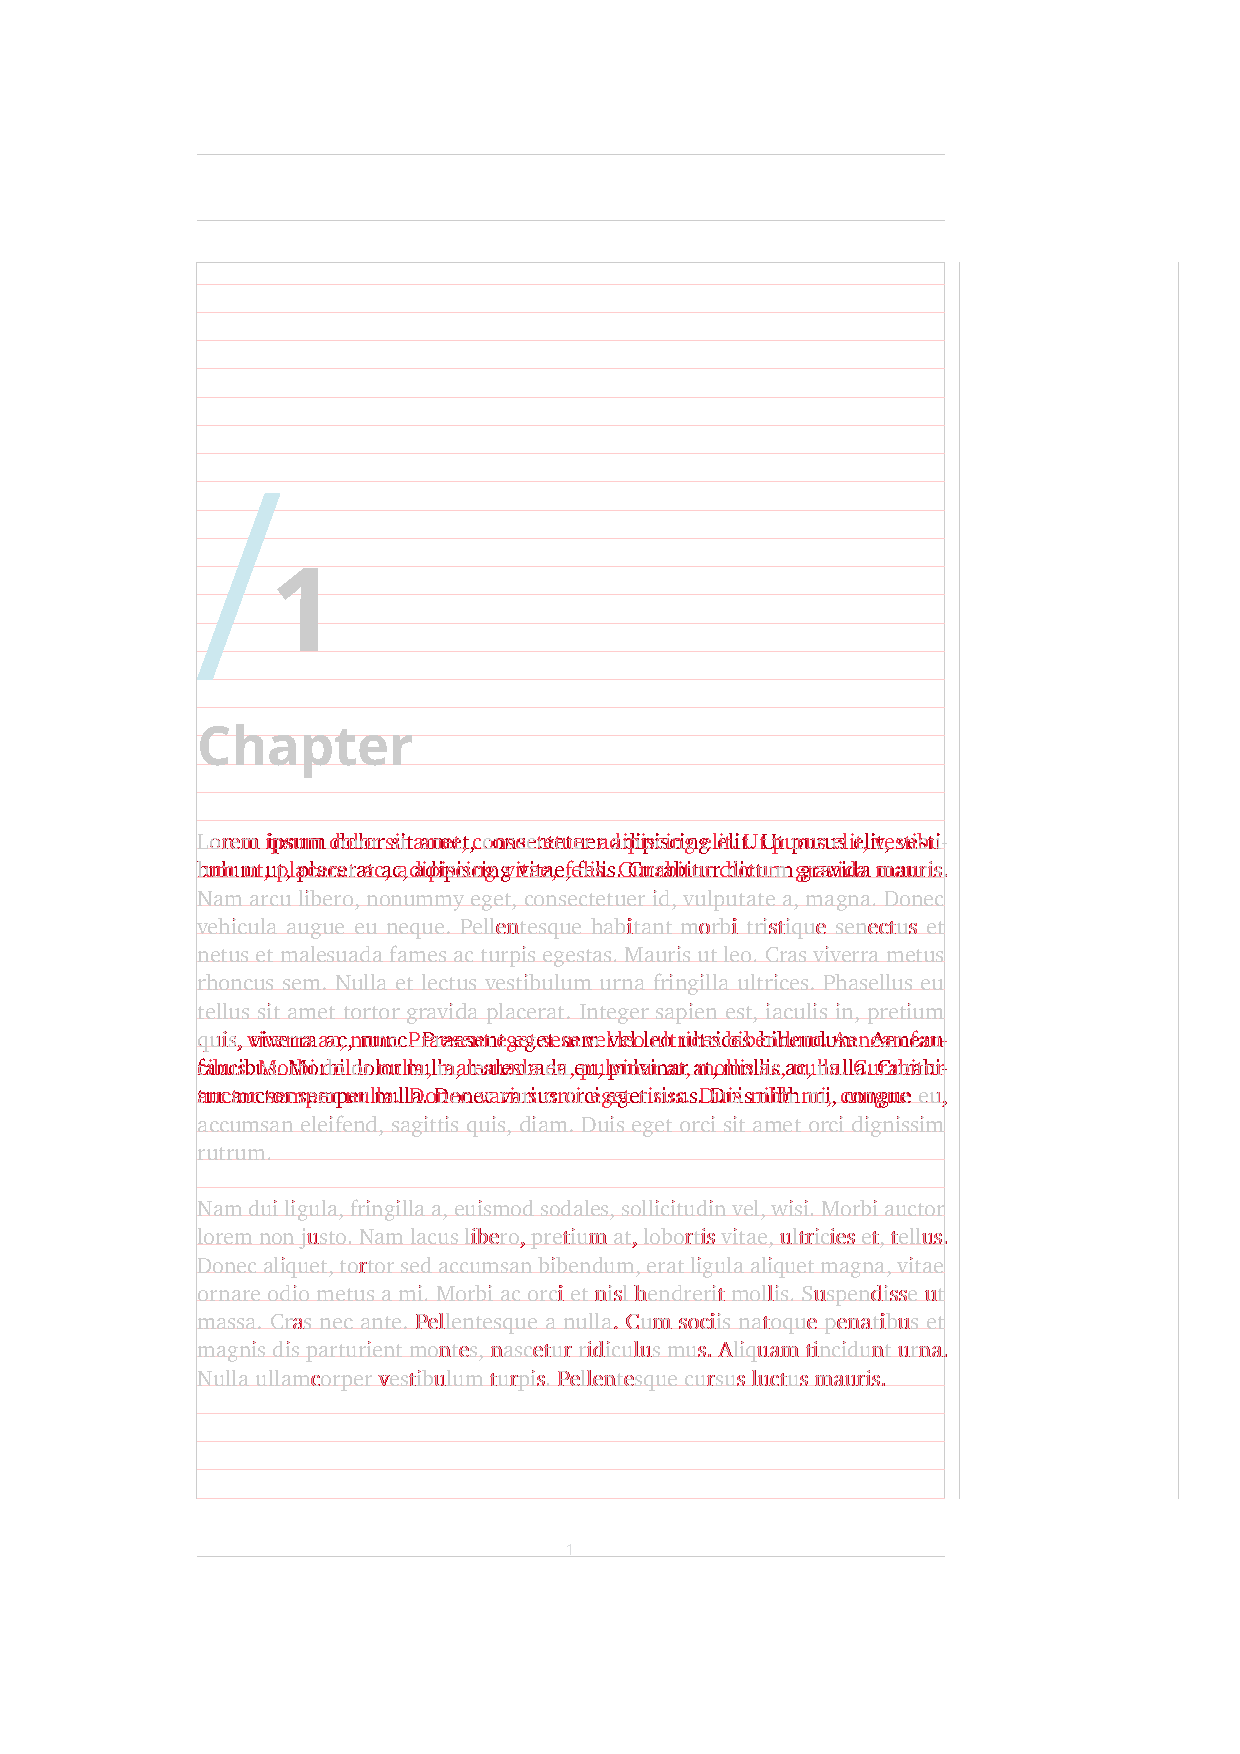 /1
Chapter
Lorem ipsum dolor sit amet, consectetuer adipiscing elit. Ut purus elit, vesti-
bulum ut, placerat ac, adipiscing vitae, felis. Curabitur dictum gravida mauris.
Nam arcu libero, nonummy eget, consectetuer id, vulputate a, magna. Donec
vehicula augue eu neque. Pellentesque habitant morbi tristique senectus et
netus et malesuada fames ac turpis egestas. Mauris ut leo. Cras viverra metus
rhoncus sem. Nulla et lectus vestibulum urna fringilla ultrices. Phasellus eu
tellus sit amet tortor gravida placerat. Integer sapien est, iaculis in, pretium
quis, viverra ac, nunc. Praesent eget sem vel leo ultrices bibendum. Aenean
faucibus. Morbi dolor nulla, malesuada eu, pulvinar at, mollis ac, nulla. Curabi-
tur auctor semper nulla. Donec varius orci eget risus. Duis nibh mi, congue eu,
accumsan eleifend, sagittis quis, diam. Duis eget orci sit amet orci dignissim
rutrum.
Nam dui ligula, fringilla a, euismod sodales, sollicitudin vel, wisi. Morbi auctor
lorem non justo. Nam lacus libero, pretium at, lobortis vitae, ultricies et, tellus.
Donec aliquet, tortor sed accumsan bibendum, erat ligula aliquet magna, vitae
ornare odio metus a mi. Morbi ac orci et nisl hendrerit mollis. Suspendisse ut
massa. Cras nec ante. Pellentesque a nulla. Cum sociis natoque penatibus et
magnis dis parturient montes, nascetur ridiculus mus. Aliquam tincidunt urna.
Nulla ullamcorper vestibulum turpis. Pellentesque cursus luctus mauris.
1